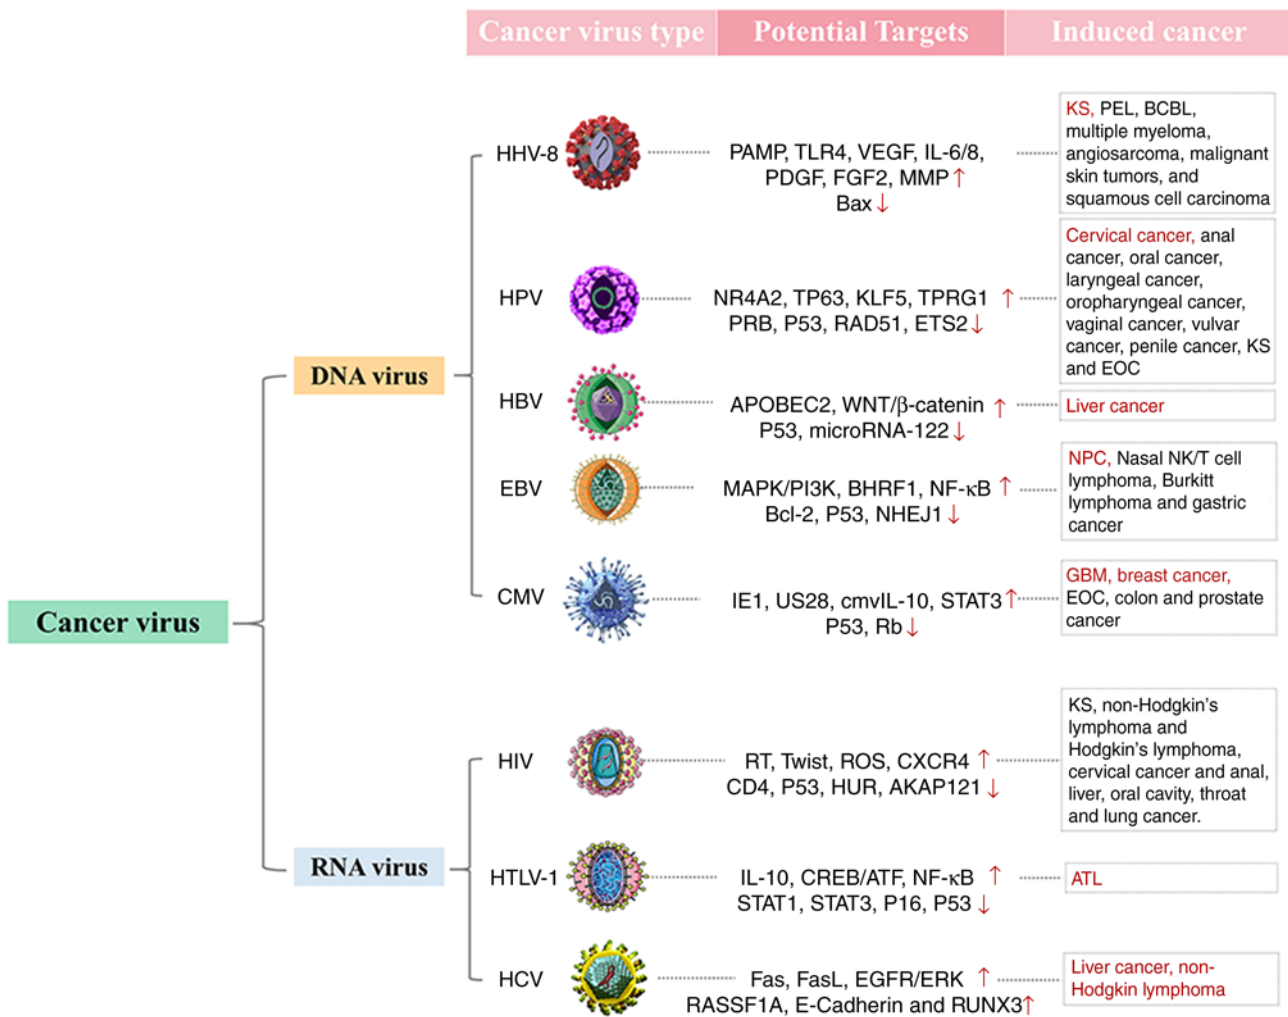 Cancer virus type Potential Targets Induced cancer
Cancer virus
DNA virus
HHV-8
PAMP, TLR4, VEGF, IL-6/8,
PDGF, FGF2, MMP ↑
Bax ↓
KS, PEL, BCBL,
multiple myeloma,
angiosarcoma, malignant
skin tumors, and
squamous cell carcinoma
HPV
NR4A2, TP63, KLF5, TPRG1 ↑
PRB, P53, RAD51, ETS2 ↓
Cervical cancer, anal
cancer, oral cancer,
laryngeal cancer,
oropharyngeal cancer,
vaginal cancer, vulvar
cancer, penile cancer, KS
and EOC
HBV
APOBEC2, WNT/β-catenin ↑
P53, microRNA-122 ↓
Liver cancer
EBV
MAPK/PI3K, BHRF1, NF-κB ↑
Bcl-2, P53, NHEJ1 ↓
NPC, Nasal NK/T cell
lymphoma, Burkitt
lymphoma and gastric
cancer
CMV
IE1, US28, cmvIL-10, STAT3 ↑
P53, Rb ↓
GBM, breast cancer,
EOC, colon and prostate
cancer
RNA virus
HIV
RT, Twist, ROS, CXCR4 ↑
CD4, P53, HUR, AKAP121 ↓
KS, non-Hodgkin's
lymphoma and
Hodgkin's lymphoma,
cervical cancer and anal,
liver, oral cavity, throat
and lung cancer.
HTLV-1
IL-10, CREB/ATF, NF-κB ↑
STAT1, STAT3, P16, P53 ↓
ATL
HCV
Fas, FasL, EGFR/ERK ↑
RASSF1A, E-Cadherin and RUNX3 ↑
Liver cancer, non-
Hodgkin lymphoma